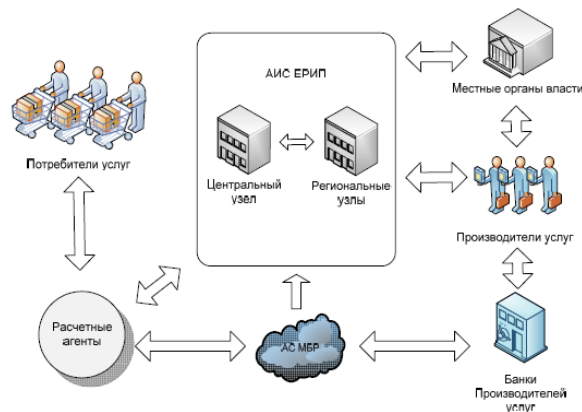 АИС ЕРИП
Местные органы власти
Потребители услуг
Центральный
узел
Региональные
узлы
Производители услуг
Расчетные
агенты
АС МБР
Банки
Производителей
услуг